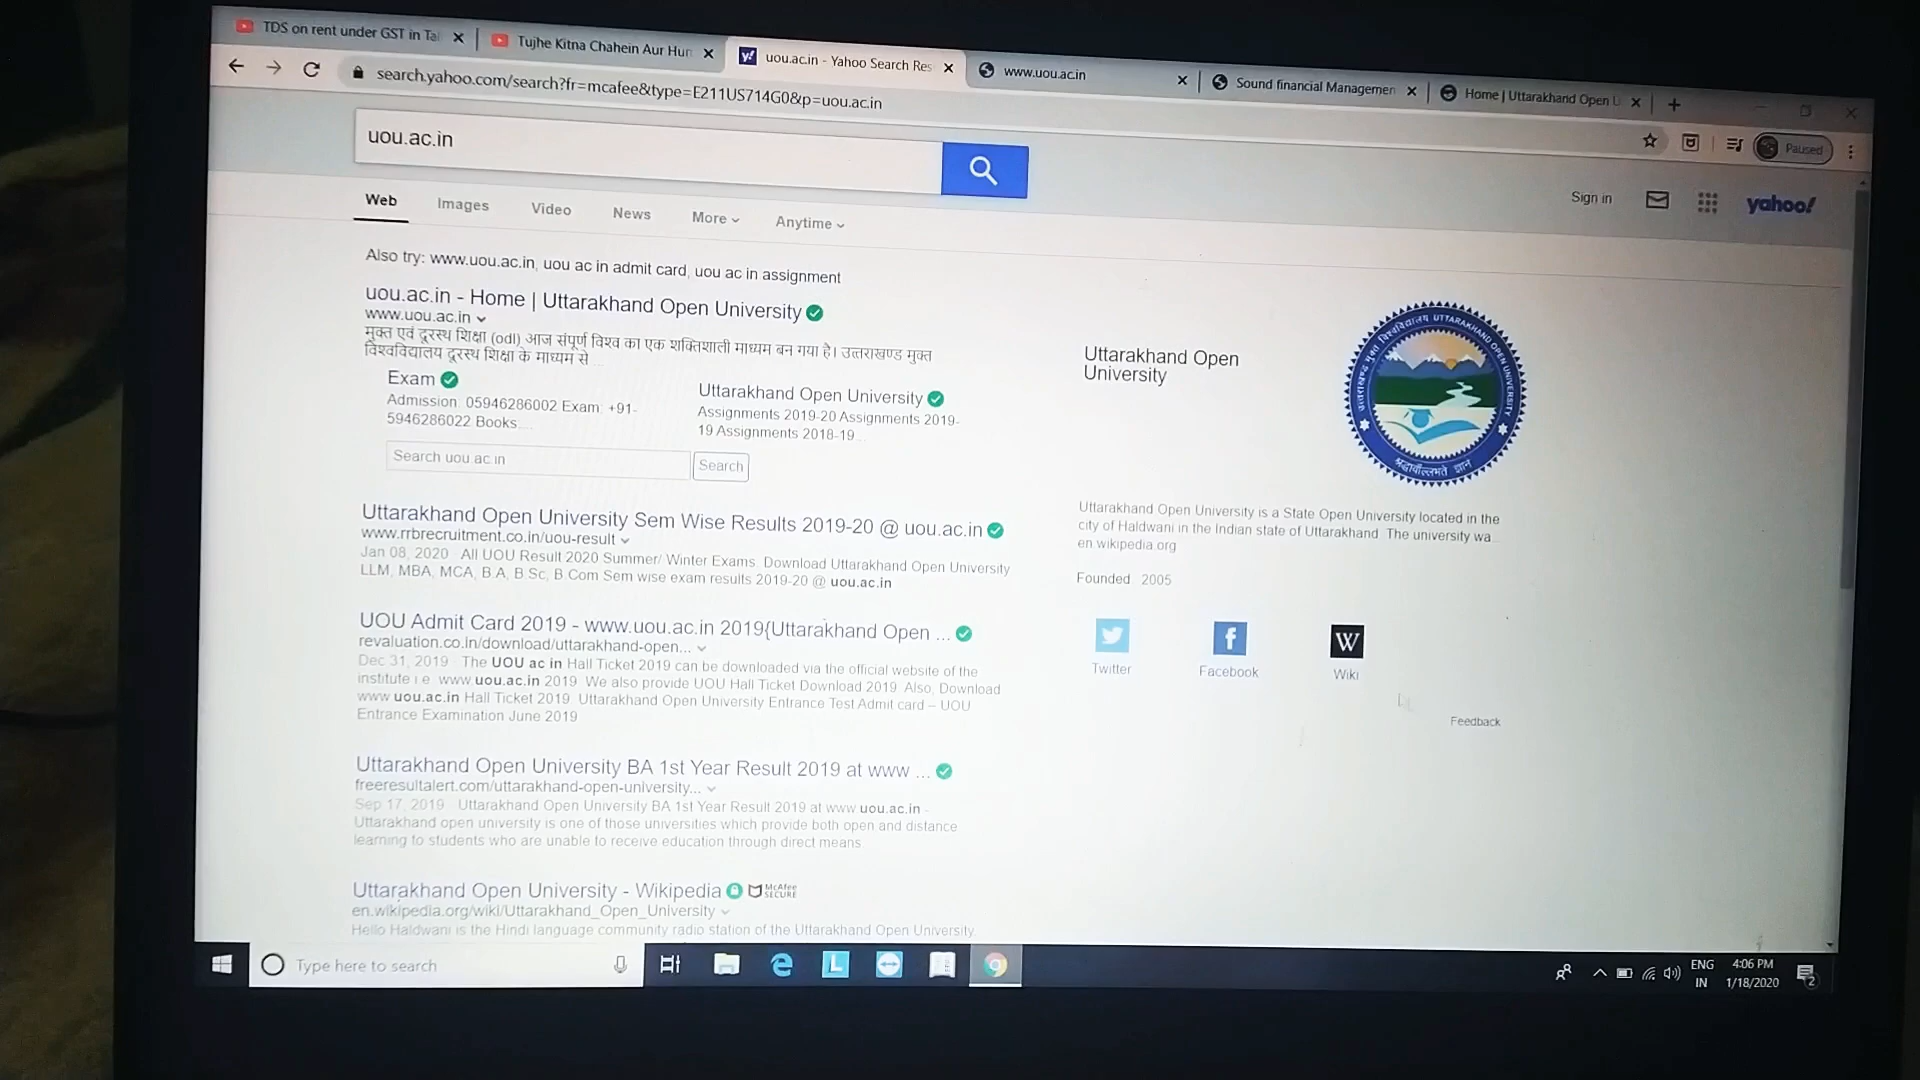 TDS on rent under GST in Tal
Tujhe Kitna Chahein Aur Hum
uou.ac.in - Yahoo Search Res
www.uou.ac.in
Sound financial Managemen
Home | Uttarakhand Open U
search.yahoo.com/search?fr=mcafee&type=E211US714G0&p=uou.ac.in
Paused
uou.ac.in
Sign in
yahoo!
Web Images Video News More Anytime
Also try: www.uou.ac.in, uou ac in admit card, uou ac in assignment
uou.ac.in - Home | Uttarakhand Open University
www.uou.ac.in
मुक्त एवं दूरस्थ शिक्षा (odl) आज संपूर्ण विश्व का एक शक्तिशाली माध्यम बन गया है। उत्तराखण्ड मुक्त
विश्वविद्यालय दूरस्थ शिक्षा के माध्यम से ...
Exam
Admission: 05946286002 Exam: +91-
5946286022 Books...
Uttarakhand Open University
Assignments 2019-20 Assignments 2019-
19 Assignments 2018-19...
Search uou.ac.in
Search
Uttarakhand Open University Sem Wise Results 2019-20 @ uou.ac.in
www.rrbrecruitment.co.in/uou-result
Jan 08, 2020 · All UOU Result 2020 Summer/ Winter Exams. Download Uttarakhand Open University
LLM, MBA, MCA, B.A, B.Sc, B.Com Sem wise exam results 2019-20 @ uou.ac.in
UOU Admit Card 2019 - www.uou.ac.in 2019{Uttarakhand Open ...
revaluation.co.in/download/uttarakhand-open...
Dec 31, 2019 · The UOU ac in Hall Ticket 2019 can be downloaded via the official website of the
institute i.e. www.uou.ac.in 2019. We also provide UOU Hall Ticket Download 2019. Also, Download
www.uou.ac.in Hall Ticket 2019. Uttarakhand Open University Entrance Test Admit card – UOU
Entrance Examination June 2019
Uttarakhand Open University BA 1st Year Result 2019 at www ...
freeresultalert.com/uttarakhand-open-university...
Sep 17, 2019 · Uttarakhand Open University BA 1st Year Result 2019 at www.uou.ac.in -
Uttarakhand open university is one of those universities which provide both open and distance
learning to students who are unable to receive education through direct means.
Uttarakhand Open University - Wikipedia McAfee SECURE
en.wikipedia.org/wiki/Uttarakhand_Open_University
Hello Haldwani is the Hindi language community radio station of the Uttarakhand Open University.
Uttarakhand Open
University
उत्तराखण्ड मुक्त विश्वविद्यालय UTTARAKHAND OPEN UNIVERSITY
Uttarakhand Open University is a State Open University located in the
city of Haldwani in the Indian state of Uttarakhand. The university wa...
en.wikipedia.org
Founded: 2005
Twitter Facebook Wiki
Feedback
Type here to search
ENG
IN
4:06 PM
1/18/2020
2